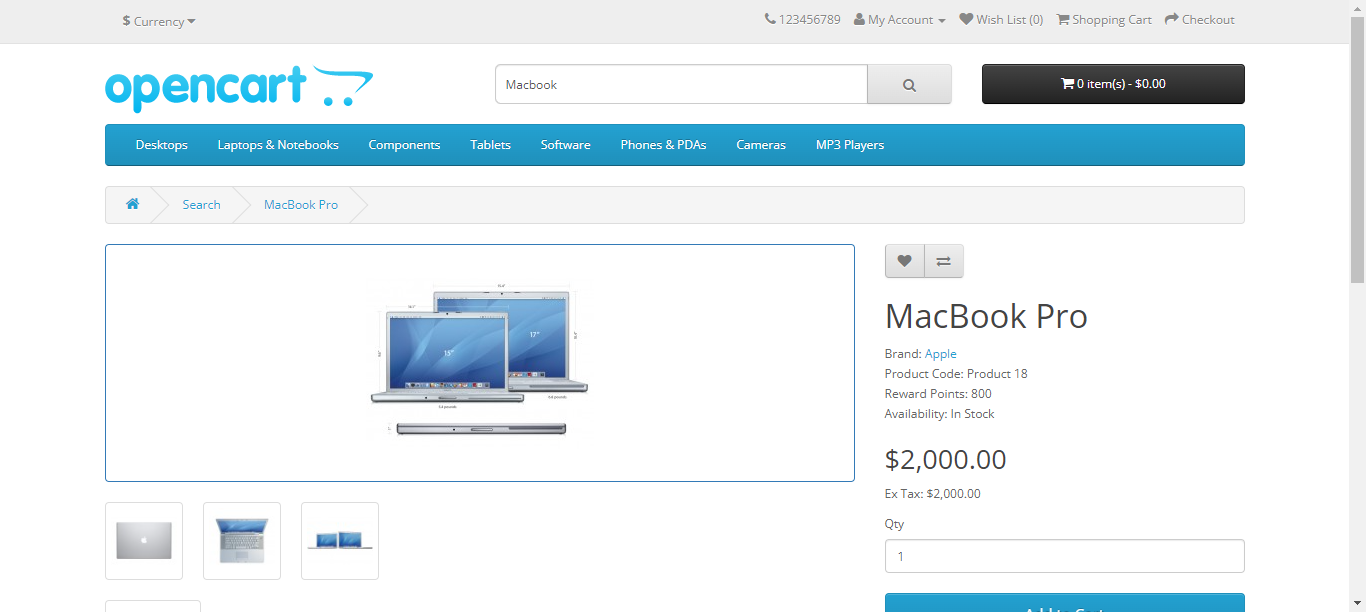 $ Currency
123456789 My Account Wish List (0) Shopping Cart Checkout
opencart
Macbook
0 item(s) - $0.00
Desktops Laptops & Notebooks Components Tablets Software Phones & PDAs Cameras MP3 Players
Search MacBook Pro
15"
17"
MacBook Pro
Brand: Apple
Product Code: Product 18
Reward Points: 800
Availability: In Stock
$2,000.00
Ex Tax: $2,000.00
Qty
1